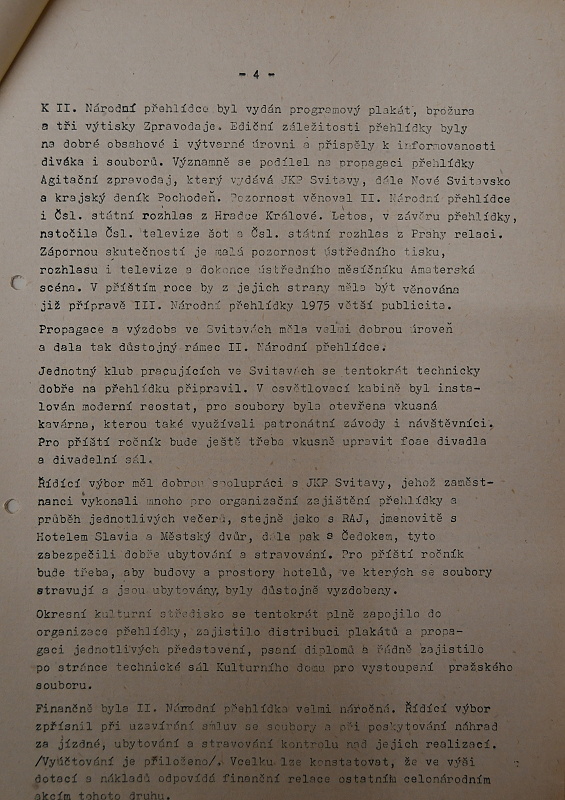 - 4 -
K II. Národní přehlídce byl vydán programový plakát, brožura
a tři výtisky Zpravodaje. Ediční záležitosti přehlídky byly
na dobré obsahové i výtvarné úrovni a přispěly k informovanosti
diváka i souborů. Významně se podílel na propagaci přehlídky
Agitační zpravodaj, který vydává JKP Svitavy, dále Nové Svitavsko
a krajský deník Pochodeň. Pozornost věnoval II. Národní přehlídce
i Čsl. státní rozhlas z Hradce Králové. Letos, v závěru přehlídky,
natočila Čsl. televize šot a Čsl. státní rozhlas z Prahy relaci.
Zápornou skutečností je malá pozornost ústředního tisku,
rozhlasu i televize a dokonce ústředního měsíčníku Amatérská
scéna. V příštím roce by z jejich strany měla být věnována
již přípravě III. Národní přehlídky 1975 větší publicita.
Propagace a výzdoba ve Svitavách měla velmi dobrou úroveň
a dala tak důstojný rámec II. Národní přehlídce.
Jednotný klub pracujících ve Svitavách se tentokrát technicky
dobře na přehlídku připravil. V osvětlovací kabině byl insta-
lován moderní reostat, pro soubory byla otevřena vkusná
kavárna, kterou také využívali patronátní závody i návštěvníci.
Pro příští ročník bude ještě třeba vkusně upravit foae divadla
a divadelní sál.
Řídící výbor měl dobrou spolupráci s JKP Svitavy, jehož zaměst-
nanci vykonali mnoho pro organizační zajištění přehlídky a
průběh jednotlivých večerů, stejně jako s RAJ, jmenovitě s
Hotelem Slavia a Městský dvůr, dále pak s Čedokem, tyto
zabezpečili dobře ubytování a stravování. Pro příští ročník
bude třeba, aby budovy a prostory hotelů, ve kterých se soubory
stravují a jsou ubytovány, byly důstojně vyzdobeny.
Okresní kulturní středisko se tentokrát plně zapojilo do
organizace přehlídky, zajistilo distribuci plakátů a propa-
gaci jednotlivých představení, psaní diplomů a řádně zajistilo
po stránce technické sál Kulturního domu pro vystoupení pražského
souboru.
Finančně byla II. Národní přehlídka velmi náročná. Řídící výbor
zpřísnil při uzavírání smluv se soubory a při poskytování náhrad
za jízdné, ubytování a stravování kontrolu nad jejich realizací.
/Vyúčtování je přiloženo/. Vcelku lze konstatovat, že ve výši
dotací a nákladů odpovídá finanční relace ostatním celonárodním
akcím tohoto druhu.